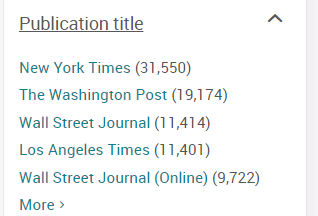 Publication title
New York Times (31,550)
The Washington Post (19,174)
Wall Street Journal (11,414)
Los Angeles Times (11,401)
Wall Street Journal (Online) (9,722)
More >